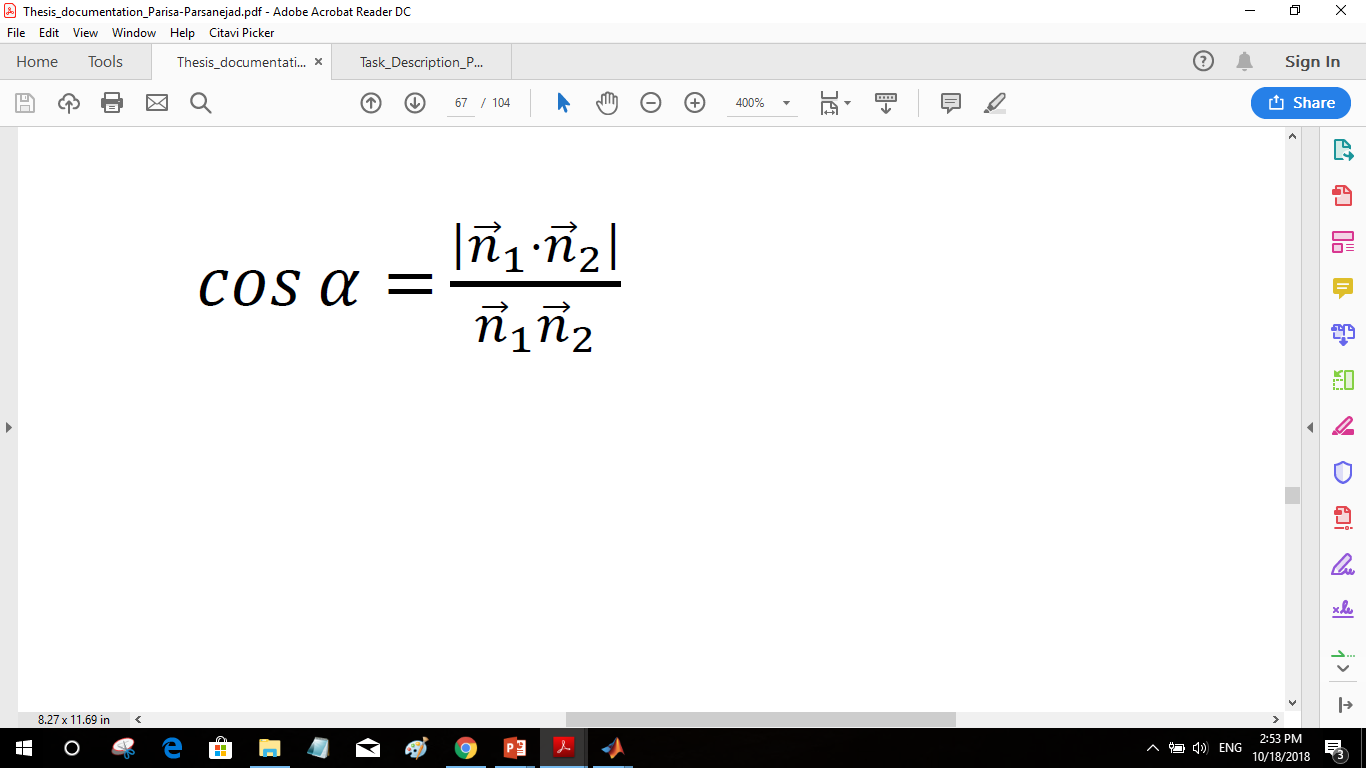 Thesis_documentation_Parisa-Parsanejad.pdf - Adobe Acrobat Reader DC
File Edit View Window Help Citavi Picker
Home Tools Thesis_documentati... × Task_Description_P... Sign In
67 / 104 400% Share
cos α = |n⃗₁·n⃗₂| / n⃗₁n⃗₂
8.27 x 11.69 in
ENG 2:53 PM
10/18/2018 3